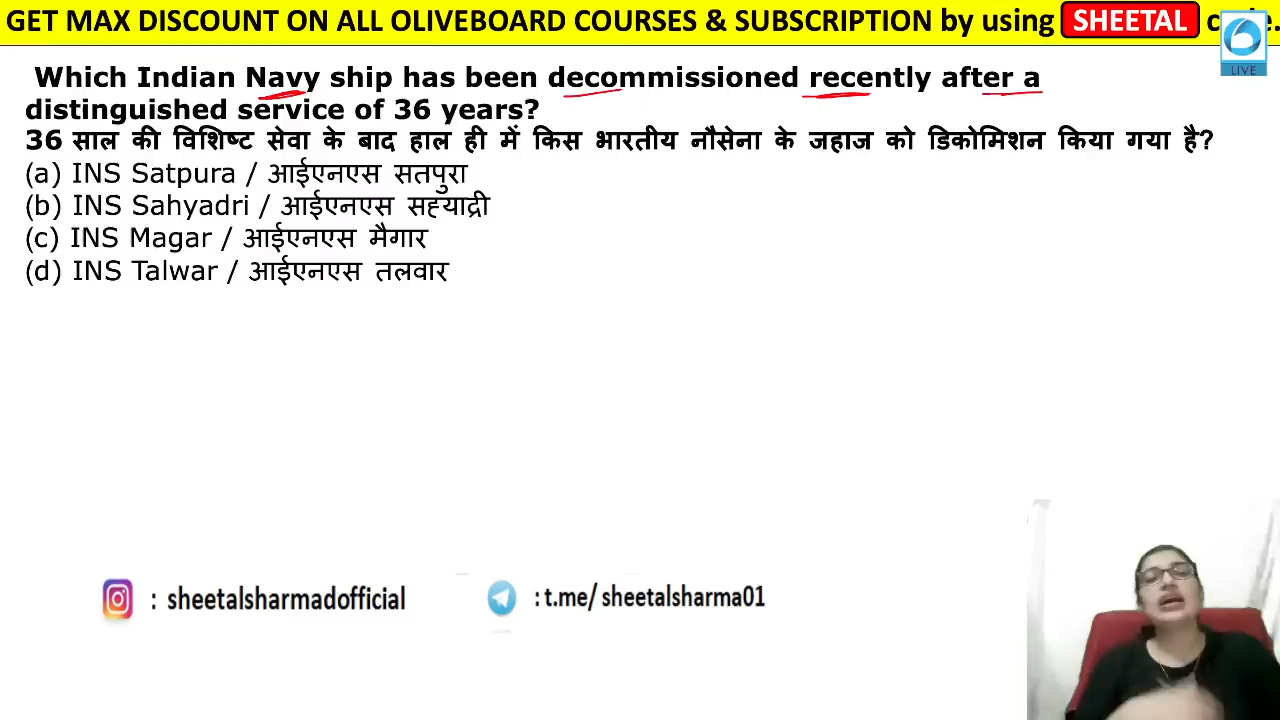 GET MAX DISCOUNT ON ALL OLIVEBOARD COURSES & SUBSCRIPTION by using SHEETAL code.
LIVE
Which Indian Navy ship has been decommissioned recently after a
distinguished service of 36 years?
36 साल की विशिष्ट सेवा के बाद हाल ही में किस भारतीय नौसेना के जहाज को डिकोमिशन किया गया है?
(a) INS Satpura / आईएनएस सतपुरा
(b) INS Sahyadri / आईएनएस सह्याद्री
(c) INS Magar / आईएनएस मैगार
(d) INS Talwar / आईएनएस तलवार
: sheetalsharmadofficial
: t.me/ sheetalsharma01